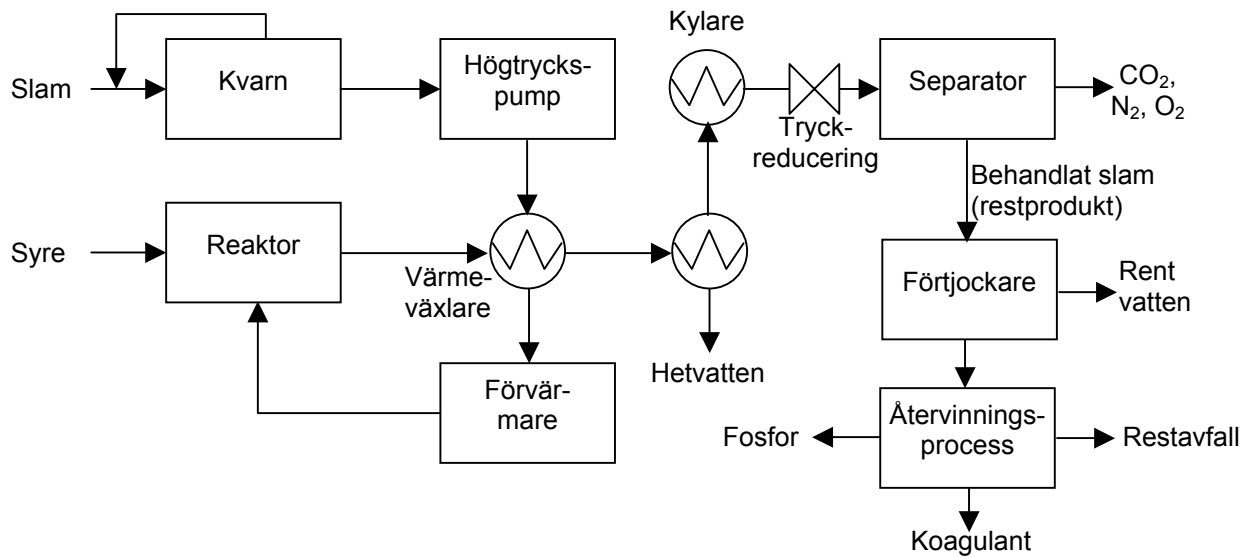 Slam
Kvarn
Högtrycks-
pump
Kylare
Tryck-
reducering
Separator
CO₂,
N₂, O₂
Behandlat slam
(restprodukt)
Syre
Reaktor
Värme-
växlare
Förvär-
mare
Hetvatten
Förtjockare
Rent
vatten
Fosfor
Återvinnings-
process
Restavfall
Koagulant